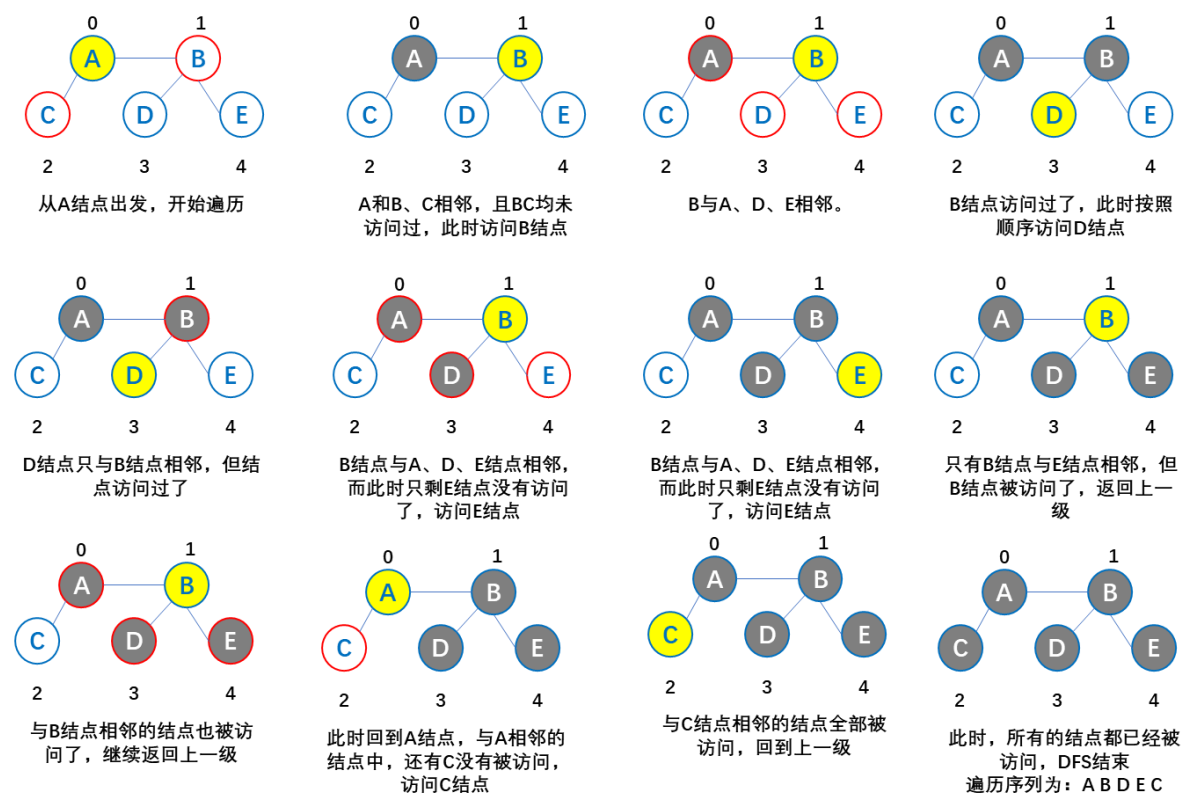 0 1
A B
C D E
2 3 4
从A结点出发，开始遍历
0 1
A B
C D E
2 3 4
A和B、C相邻，且BC均未
访问过，此时访问B结点
0 1
A B
C D E
2 3 4
B与A、D、E相邻。
0 1
A B
C D E
2 3 4
B结点访问过了，此时按照
顺序访问D结点
0 1
A B
C D E
2 3 4
D结点只与B结点相邻，但结
点访问过了
0 1
A B
C D E
2 3 4
B结点与A、D、E结点相邻，
而此时只剩E结点没有访问
了，访问E结点
0 1
A B
C D E
2 3 4
B结点与A、D、E结点相邻，
而此时只剩E结点没有访问
了，访问E结点
0 1
A B
C D E
2 3 4
只有B结点与E结点相邻，但
B结点被访问了，返回上一
级
0 1
A B
C D E
2 3 4
与B结点相邻的结点也被访
问了，继续返回上一级
0 1
A B
C D E
2 3 4
此时回到A结点，与A相邻的
结点中，还有C没有被访问，
访问C结点
0 1
A B
C D E
2 3 4
与C结点相邻的结点全部被
访问，回到上一级
0 1
A B
C D E
2 3 4
此时，所有的结点都已经被
访问，DFS结束
遍历序列为：A B D E C